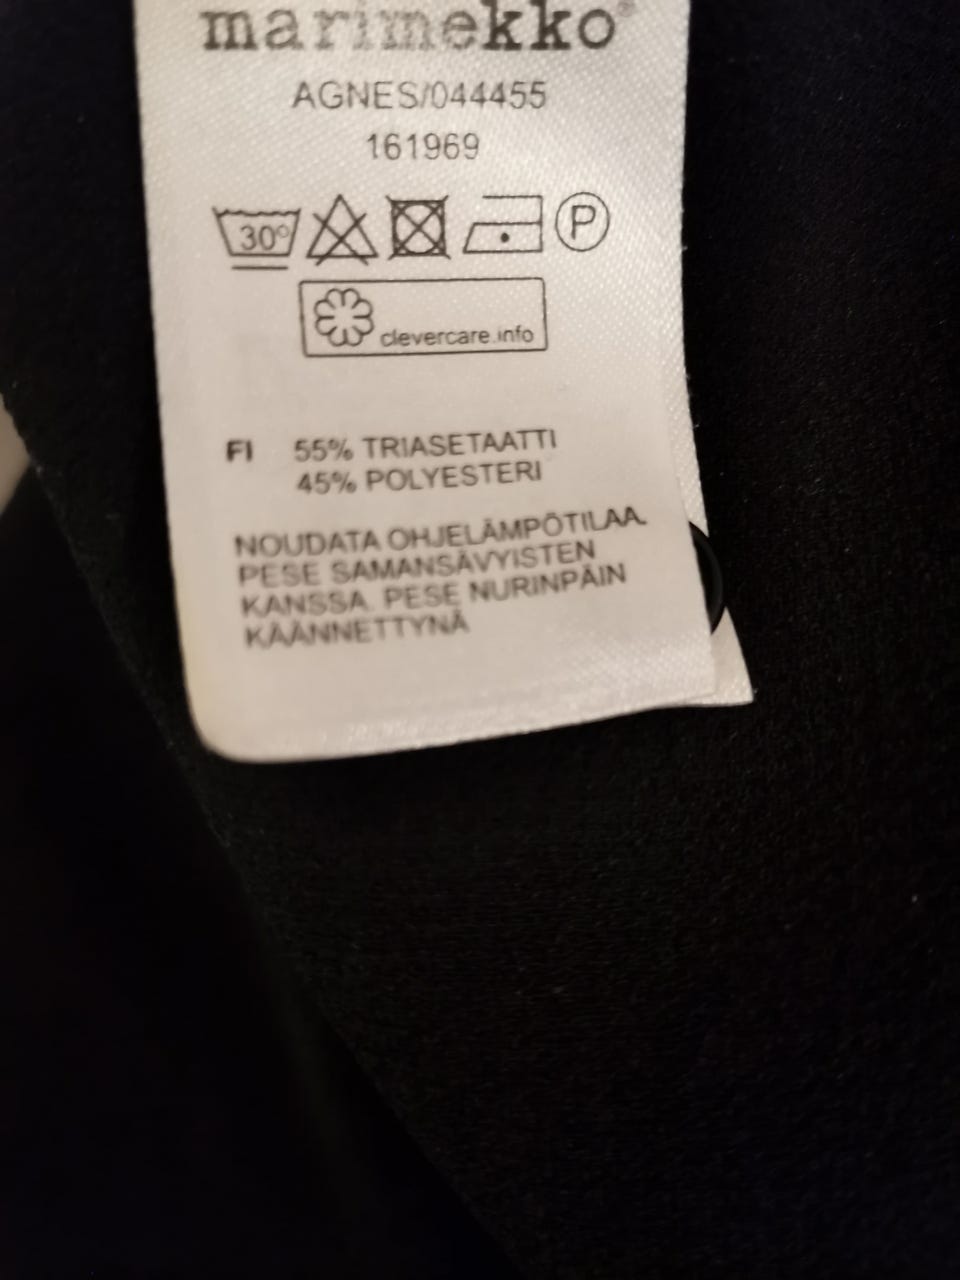 marimekko®
AGNES/044455
161969
30°
P
clevercare.info
FI 55% TRIASETAATTI
45% POLYESTERI
NOUDATA OHJELÄMPÖTILAA.
PESE SAMANSÄVYISTEN
KANSSA. PESE NURINPÄIN
KÄÄNNETTYNÄ